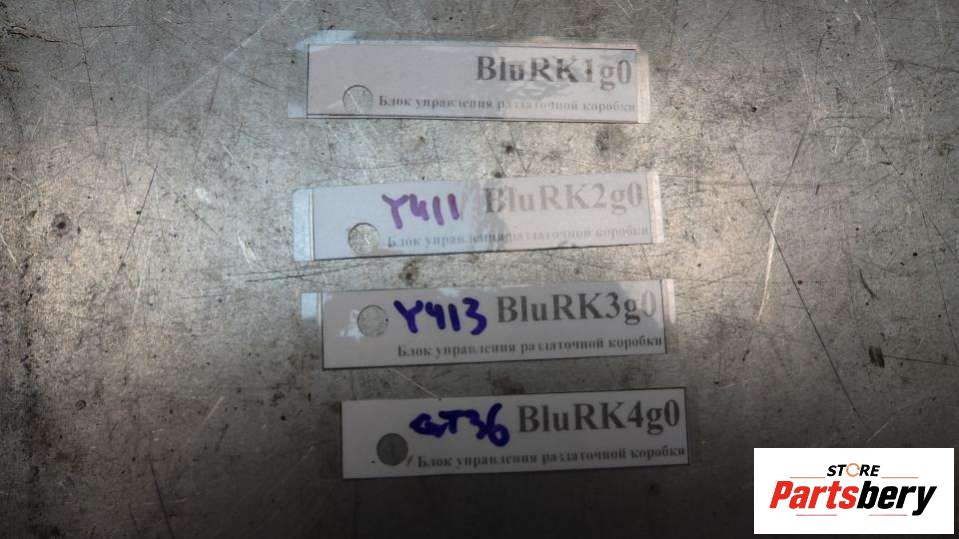 BluRK1g0
Блок управления раздаточной коробки
Y411 BluRK2g0
Блок управления раздаточной коробки
Y413 BluRK3g0
Блок управления раздаточной коробки
GT36 BluRK4g0
Блок управления раздаточной коробки
STORE
Partsbery